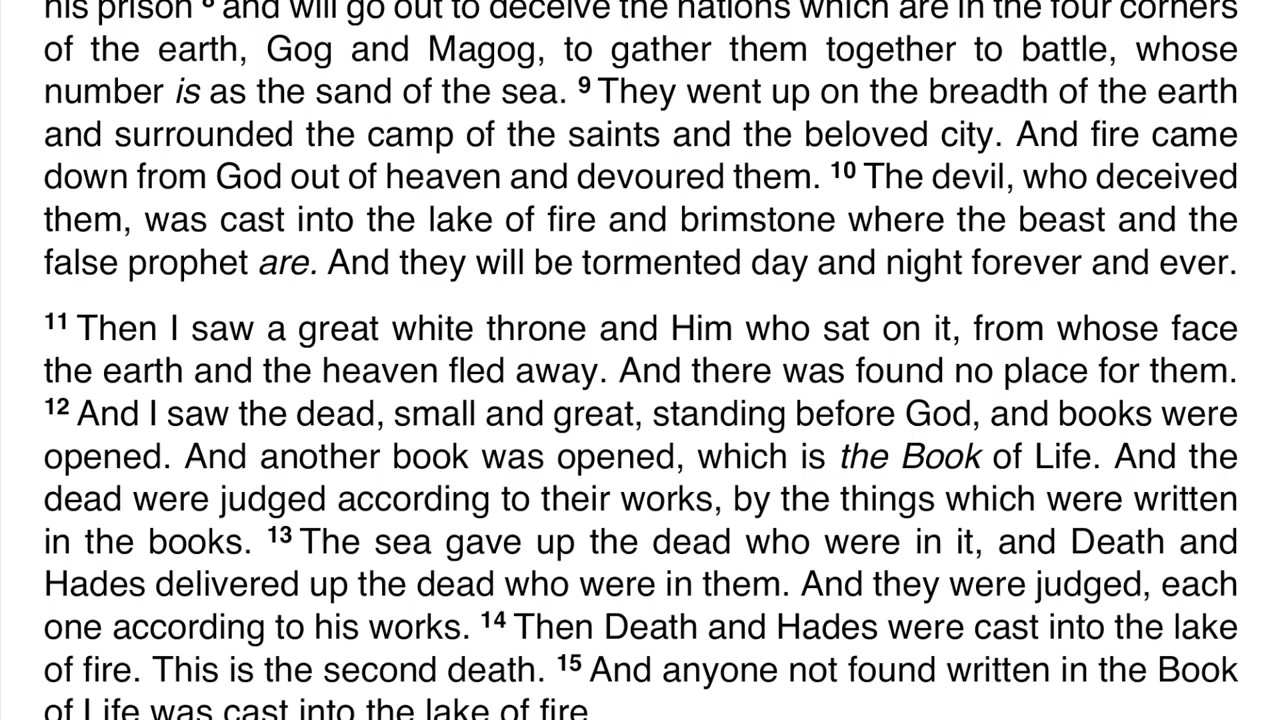 his prison ⁸ and will go out to deceive the nations which are in the four corners
of the earth, Gog and Magog, to gather them together to battle, whose
number is as the sand of the sea. ⁹ They went up on the breadth of the earth
and surrounded the camp of the saints and the beloved city. And fire came
down from God out of heaven and devoured them. ¹⁰ The devil, who deceived
them, was cast into the lake of fire and brimstone where the beast and the
false prophet are. And they will be tormented day and night forever and ever.
¹¹ Then I saw a great white throne and Him who sat on it, from whose face
the earth and the heaven fled away. And there was found no place for them.
¹² And I saw the dead, small and great, standing before God, and books were
opened. And another book was opened, which is the Book of Life. And the
dead were judged according to their works, by the things which were written
in the books. ¹³ The sea gave up the dead who were in it, and Death and
Hades delivered up the dead who were in them. And they were judged, each
one according to his works. ¹⁴ Then Death and Hades were cast into the lake
of fire. This is the second death. ¹⁵ And anyone not found written in the Book
of Life was cast into the lake of fire